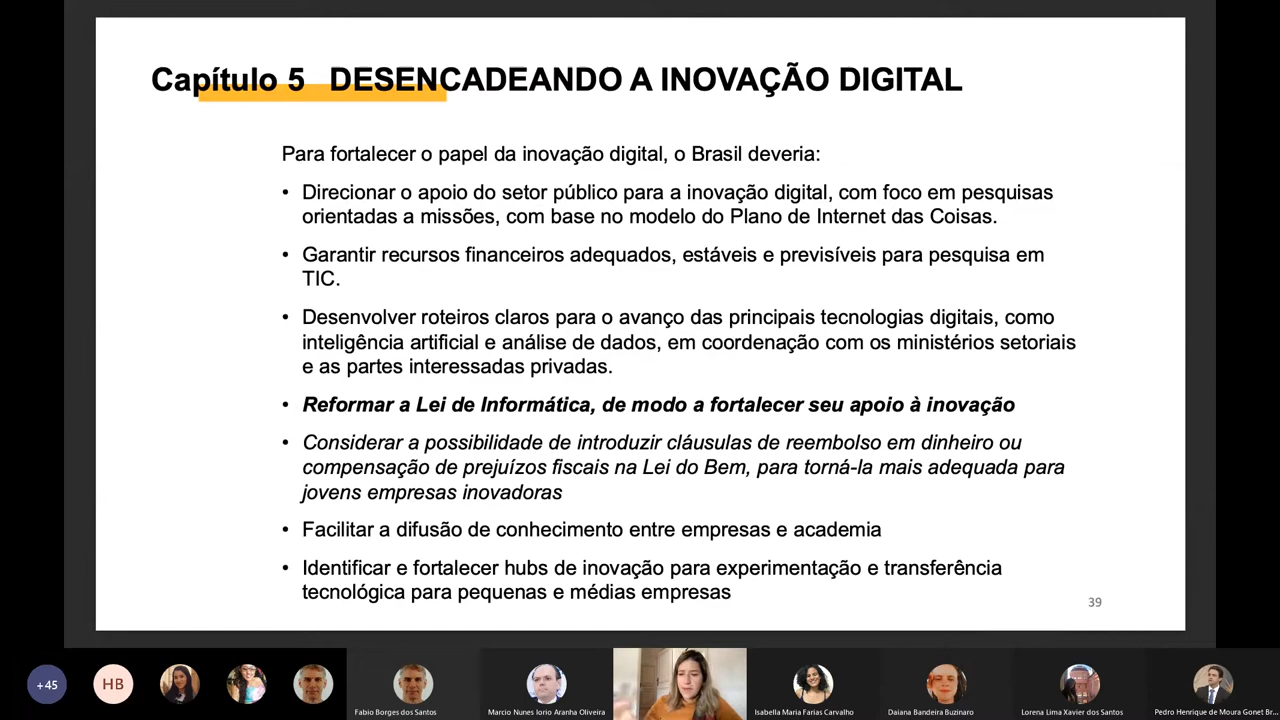 Capítulo 5 DESENCADEANDO A INOVAÇÃO DIGITAL
Para fortalecer o papel da inovação digital, o Brasil deveria:
• Direcionar o apoio do setor público para a inovação digital, com foco em pesquisas
orientadas a missões, com base no modelo do Plano de Internet das Coisas.
• Garantir recursos financeiros adequados, estáveis e previsíveis para pesquisa em
TIC.
• Desenvolver roteiros claros para o avanço das principais tecnologias digitais, como
inteligência artificial e análise de dados, em coordenação com os ministérios setoriais
e as partes interessadas privadas.
• Reformar a Lei de Informática, de modo a fortalecer seu apoio à inovação
• Considerar a possibilidade de introduzir cláusulas de reembolso em dinheiro ou
compensação de prejuízos fiscais na Lei do Bem, para torná-la mais adequada para
jovens empresas inovadoras
• Facilitar a difusão de conhecimento entre empresas e academia
• Identificar e fortalecer hubs de inovação para experimentação e transferência
tecnológica para pequenas e médias empresas
39
+45
HB
Fabio Borges dos Santos
Marcio Nunes Iorio Aranha Oliveira
Isabella Maria Farias Carvalho
Daiana Bandeira Buzinaro
Lorena Lima Xavier dos Santos
Pedro Henrique de Moura Gonet Br...